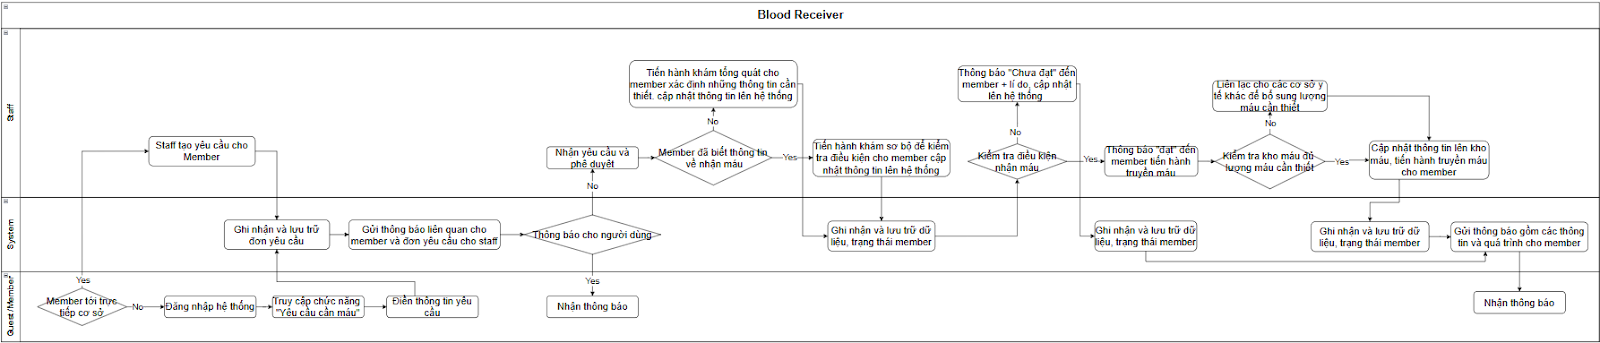 Blood Receiver
Staff
Tiến hành khám tổng quát cho
member xác định những thông tin cần
thiết. cập nhật thông tin lên hệ thống
Thông báo "Chưa đạt" đến
member + lí do, cập nhật
lên hệ thống
Liên lạc cho các cơ sở y
tế khác để bổ sung lượng
máu cần thiết
No
No
No
Staff tạo yêu cầu cho
Member
Nhận yêu cầu và
phê duyệt
Member đã biết thông tin
về nhận máu
Yes
Tiến hành khám sơ bộ để kiểm
tra điều kiện cho member cập
nhật thông tin lên hệ thống
Kiểm tra điều kiện
nhận máu
Yes
Thông báo "đạt" đến
member tiến hành
truyền máu
Kiểm tra kho máu đủ
lượng máu cần thiết
Yes
Cập nhật thông tin lên kho
máu, tiến hành truyền máu
cho member
No
System
Ghi nhận và lưu trữ
đơn yêu cầu
Gửi thông báo liên quan cho
member và đơn yêu cầu cho staff
Thông báo cho người dùng
Ghi nhận và lưu trữ dữ
liệu, trạng thái member
Ghi nhận và lưu trữ dữ
liệu, trạng thái member
Ghi nhận và lưu trữ dữ
liệu, trạng thái member
Gửi thông báo gồm các thông
tin và quá trình cho member
Yes
Yes
Guest /Member
Member tới trực
tiếp cơ sở
No
Đăng nhập hệ thống
Truy cập chức năng
"Yêu cầu cần máu"
Điền thông tin yêu
cầu
Nhận thông báo
Nhận thông báo